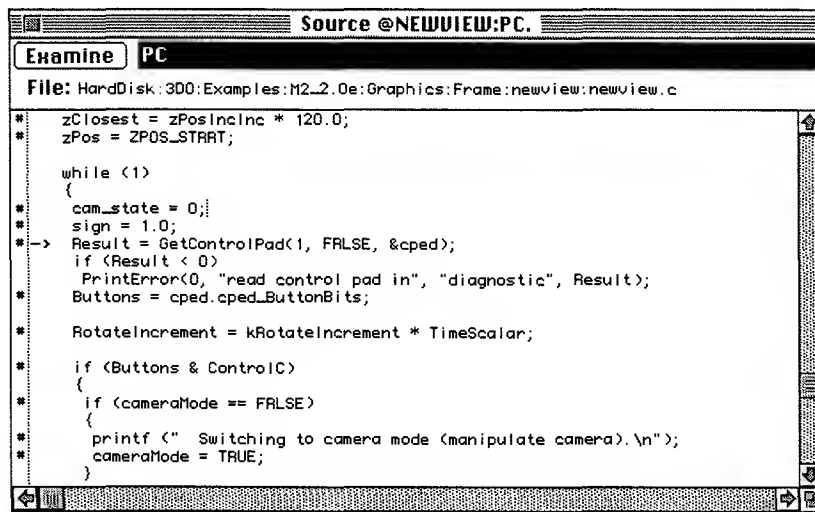 Source @NEWVIEW:PC.
Examine PC
File: HardDisk:3DO:Examples:M2_2.0e:Graphics:Frame:newview:newview.c
# zClosest = zPosIncInc * 120.0;
# zPos = ZPOS_START;
while (1)
{
# cam_state = 0;
# sign = 1.0;
#-> Result = GetControlPad(1, FALSE, &cped);
if (Result < 0)
PrintError(0, "read control pad in", "diagnostic", Result);
# Buttons = cped.cped_ButtonBits;
# RotateIncrement = kRotateIncrement * TimeScalar;
# if (Buttons & ControlC)
{
# if (cameraMode == FALSE)
{
# printf ("  Switching to camera mode (manipulate camera).\n");
# cameraMode = TRUE;
}